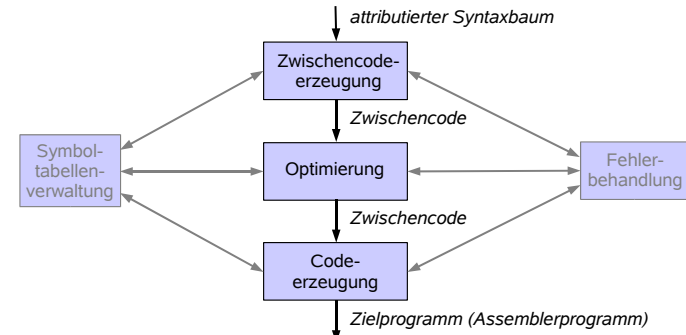 attributierter Syntaxbaum
Zwischencode-
erzeugung
Zwischencode
Symbol-
tabellen-
verwaltung
Optimierung
Fehler-
behandlung
Zwischencode
Code-
erzeugung
Zielprogramm (Assemblerprogramm)